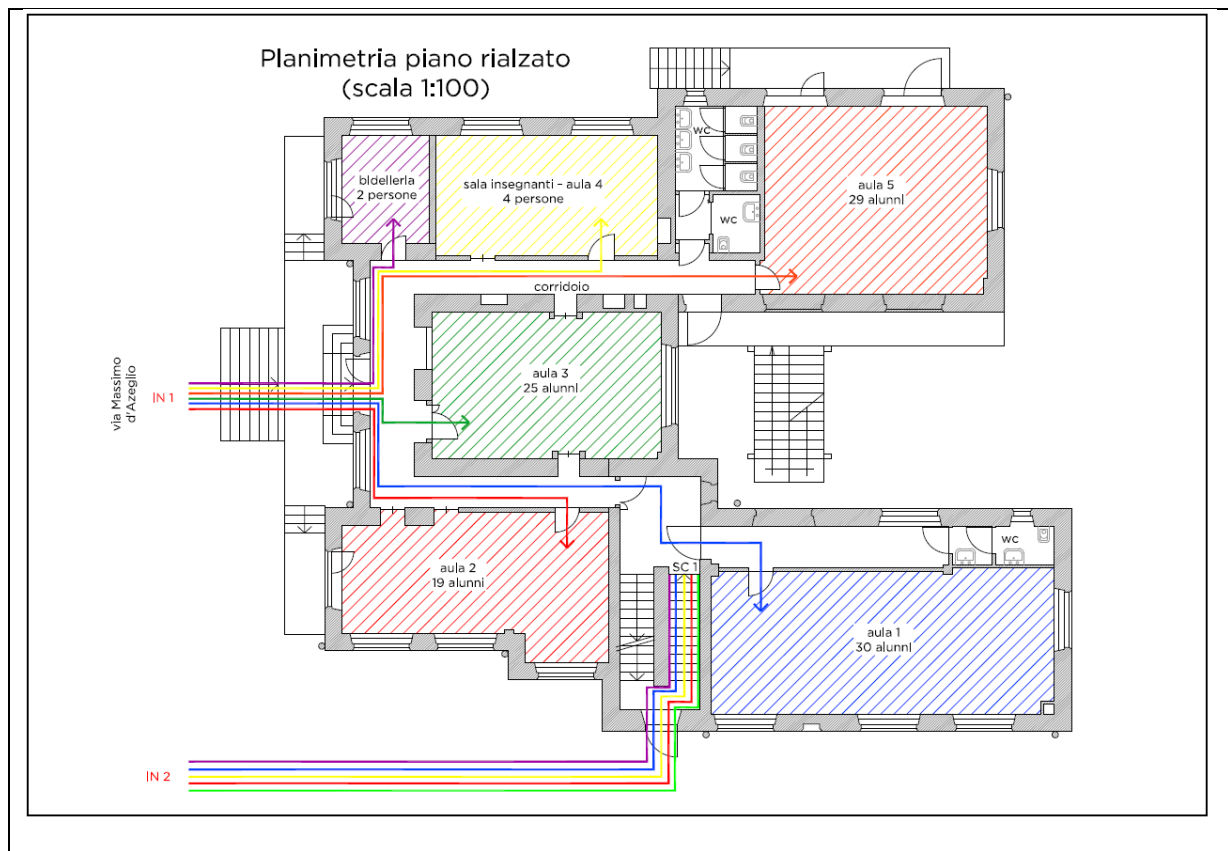 Planimetria piano rialzato
(scala 1:100)
bidelleria
2 persone
sala insegnanti - aula 4
4 persone
wc
wc
aula 5
29 alunni
corridoio
via Massimo
d'Azeglio
IN 1
aula 3
25 alunni
aula 2
19 alunni
SC 1
wc
aula 1
30 alunni
IN 2